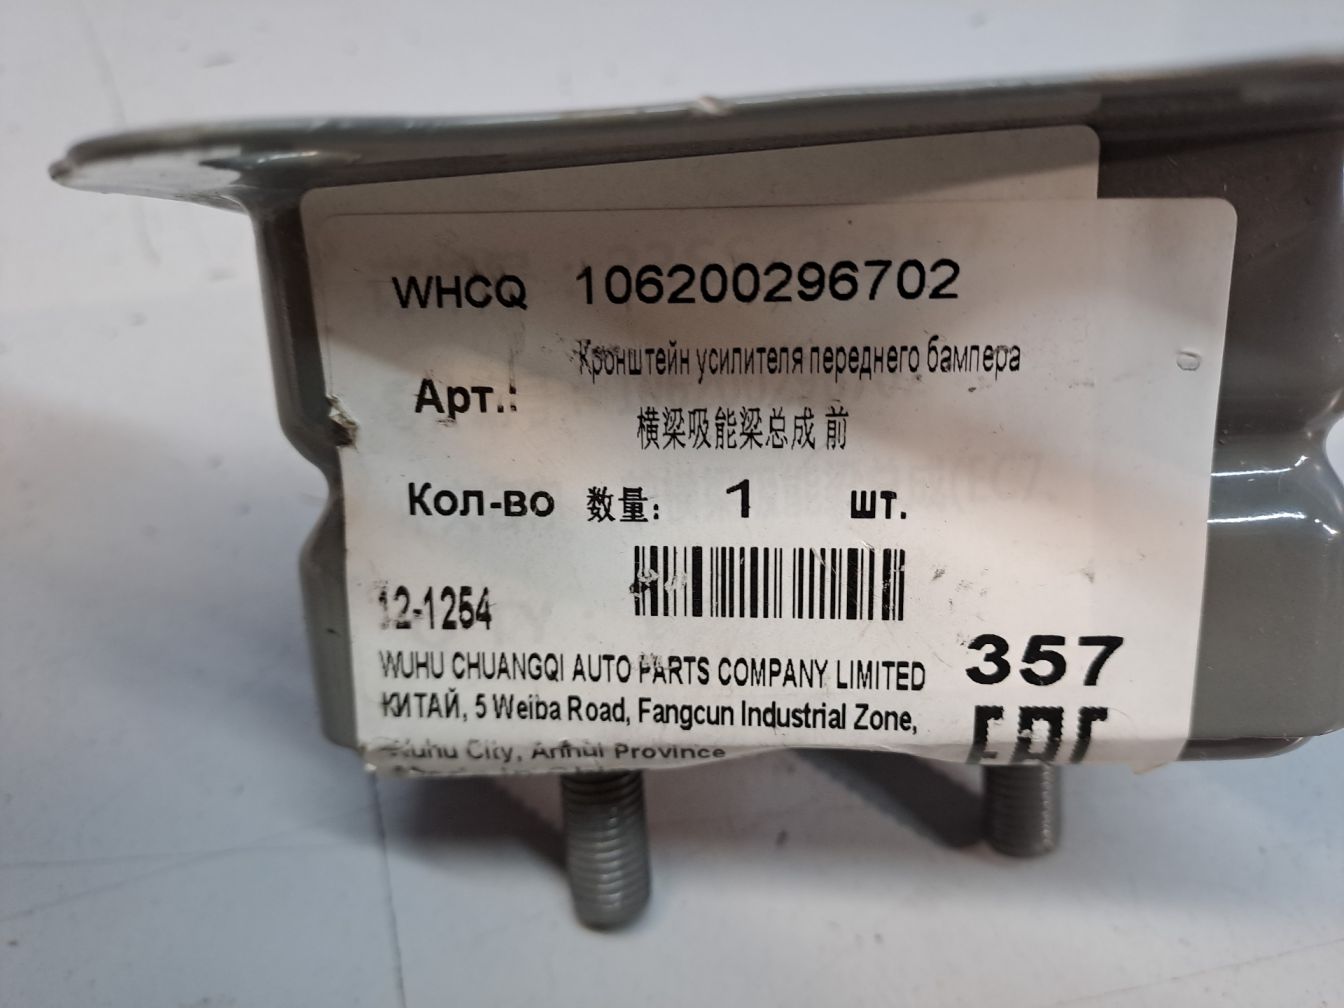 WHCQ 106200296702
Кронштейн усилителя переднего бампера
Арт.:
横梁吸能梁总成 前
Кол-во 数量: 1 шт.
12-1254
WUHU CHUANGQI AUTO PARTS COMPANY LIMITED
КИТАЙ, 5 Weiba Road, Fangcun Industrial Zone,
Wuhu City, Anhui Province
357
EAC